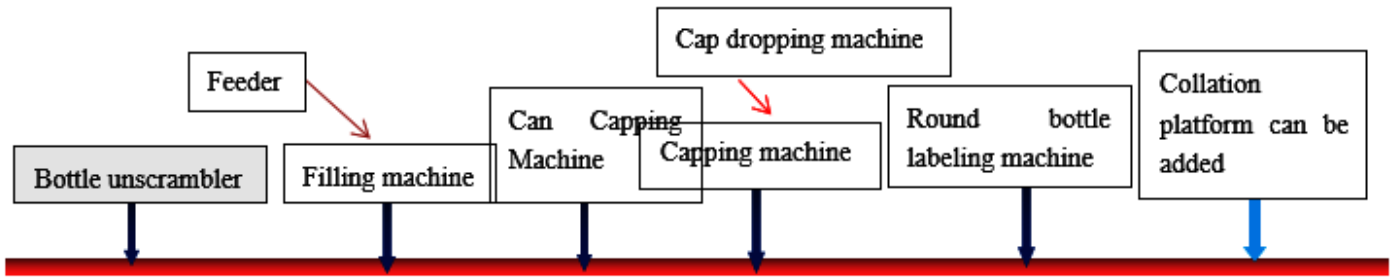 Bottle unscrambler
Feeder
Filling machine
Can Capping
Machine
Cap dropping machine
Capping machine
Round bottle
labeling machine
Collation
platform can be
added